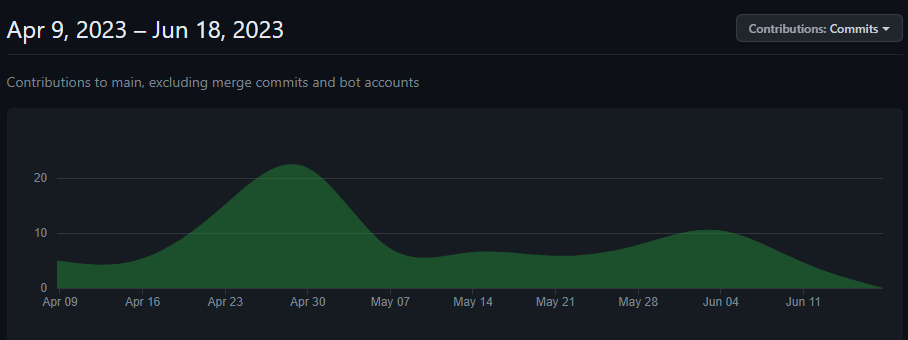 Apr 9, 2023 – Jun 18, 2023
Contributions: Commits
Contributions to main, excluding merge commits and bot accounts
20
10
0
Apr 09 Apr 16 Apr 23 Apr 30 May 07 May 14 May 21 May 28 Jun 04 Jun 11